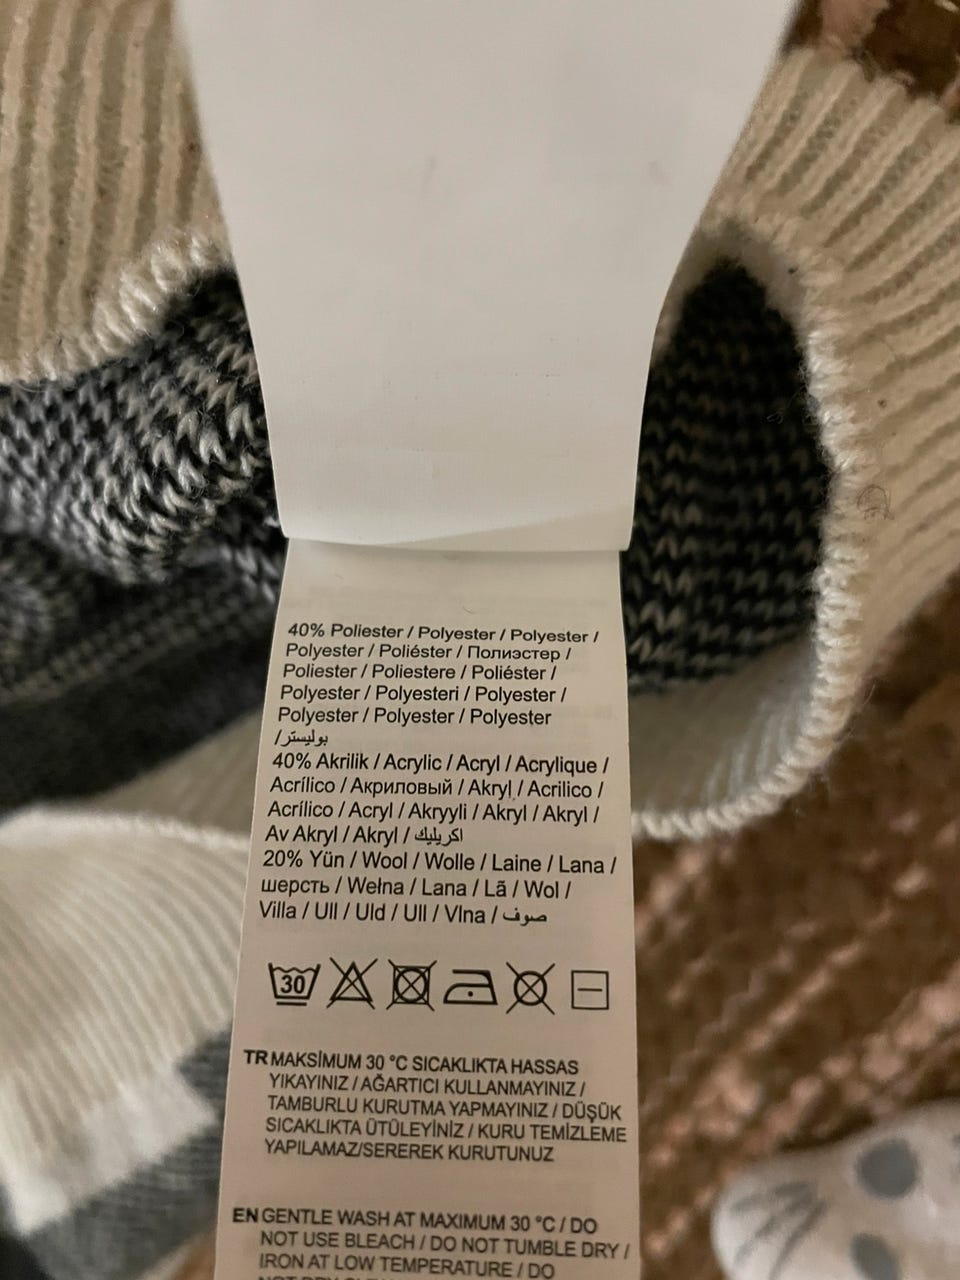 40% Poliester / Polyester / Polyester /
Polyester / Poliéster / Полиэстер /
Poliester / Poliestere / Poliéster /
Polyester / Polyesteri / Polyester /
Polyester / Polyester / Polyester
/بوليستر
40% Akrilik / Acrylic / Acryl / Acrylique /
Acrílico / Акриловый / Akryl / Acrilico /
Acrílico / Acryl / Akryyli / Akryl / Akryl /
Av Akryl / Akryl / اكريليك
20% Yün / Wool / Wolle / Laine / Lana /
шерсть / Wełna / Lana / Lã / Wol /
Villa / Ull / Uld / Ull / Vlna / صوف
30
TR MAKSİMUM 30 °C SICAKLIKTA HASSAS
YIKAYINIZ / AĞARTICI KULLANMAYINIZ /
TAMBURLU KURUTMA YAPMAYINIZ / DÜŞÜK
SICAKLIKTA ÜTÜLEYİNİZ / KURU TEMİZLEME
YAPILAMAZ/SEREREK KURUTUNUZ
EN GENTLE WASH AT MAXIMUM 30 °C / DO
NOT USE BLEACH / DO NOT TUMBLE DRY /
IRON AT LOW TEMPERATURE / DO